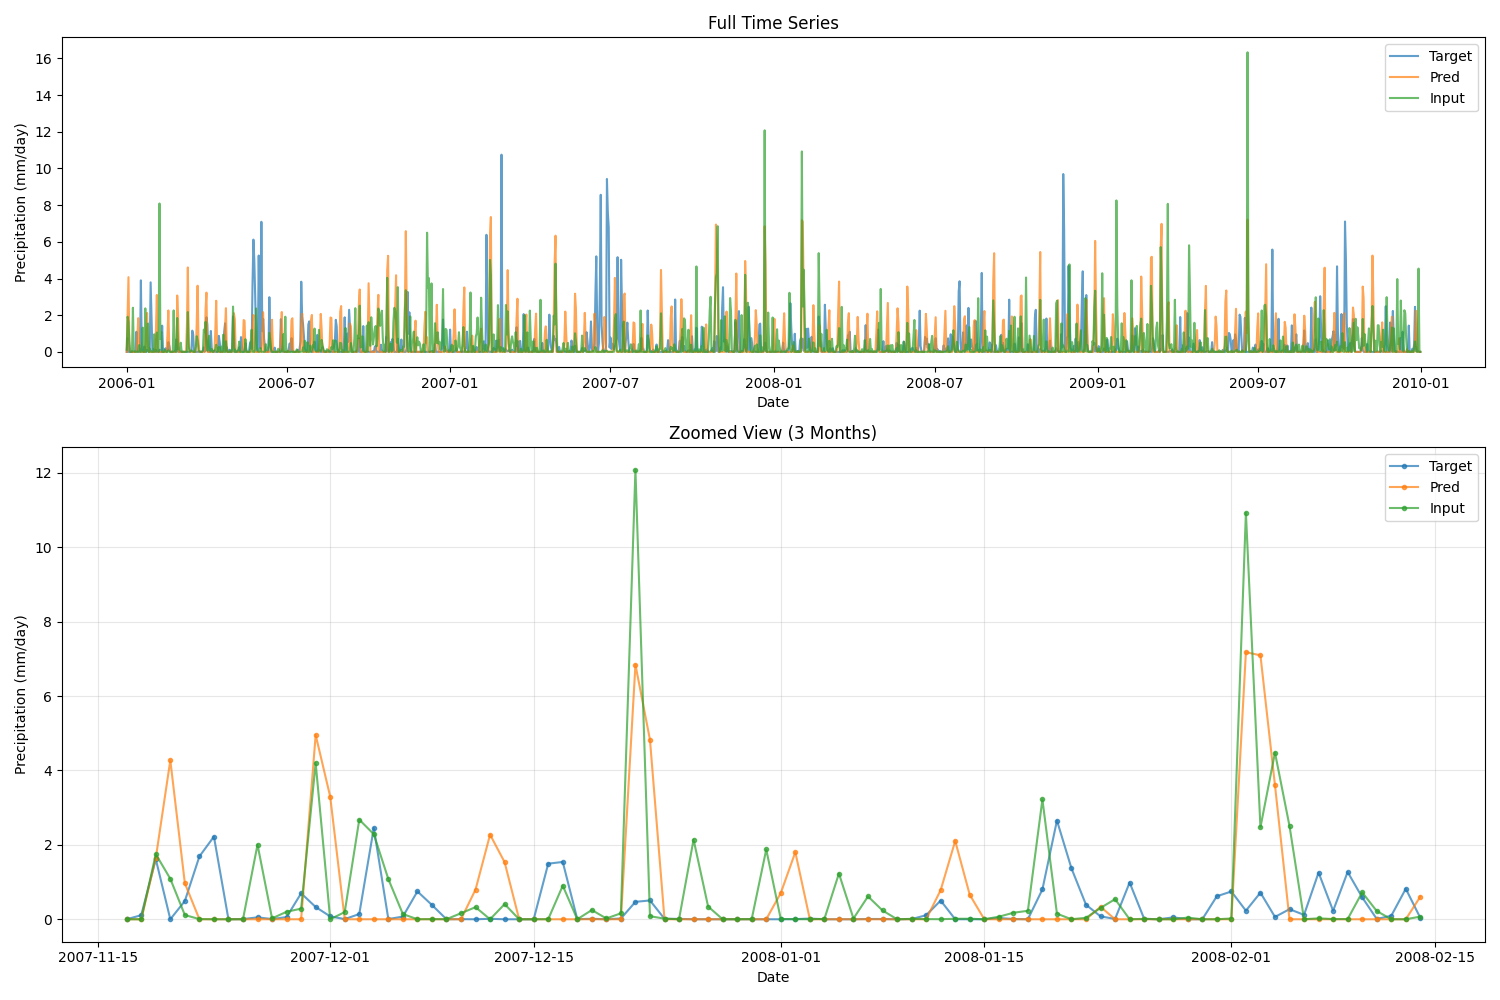 Full Time Series
Precipitation (mm/day)
16
14
12
10
8
6
4
2
0
Target
Pred
Input
2006-01
2006-07
2007-01
2007-07
2008-01
2008-07
2009-01
2009-07
2010-01
Date
Zoomed View (3 Months)
Precipitation (mm/day)
12
10
8
6
4
2
0
Target
Pred
Input
2007-11-15
2007-12-01
2007-12-15
2008-01-01
2008-01-15
2008-02-01
2008-02-15
Date